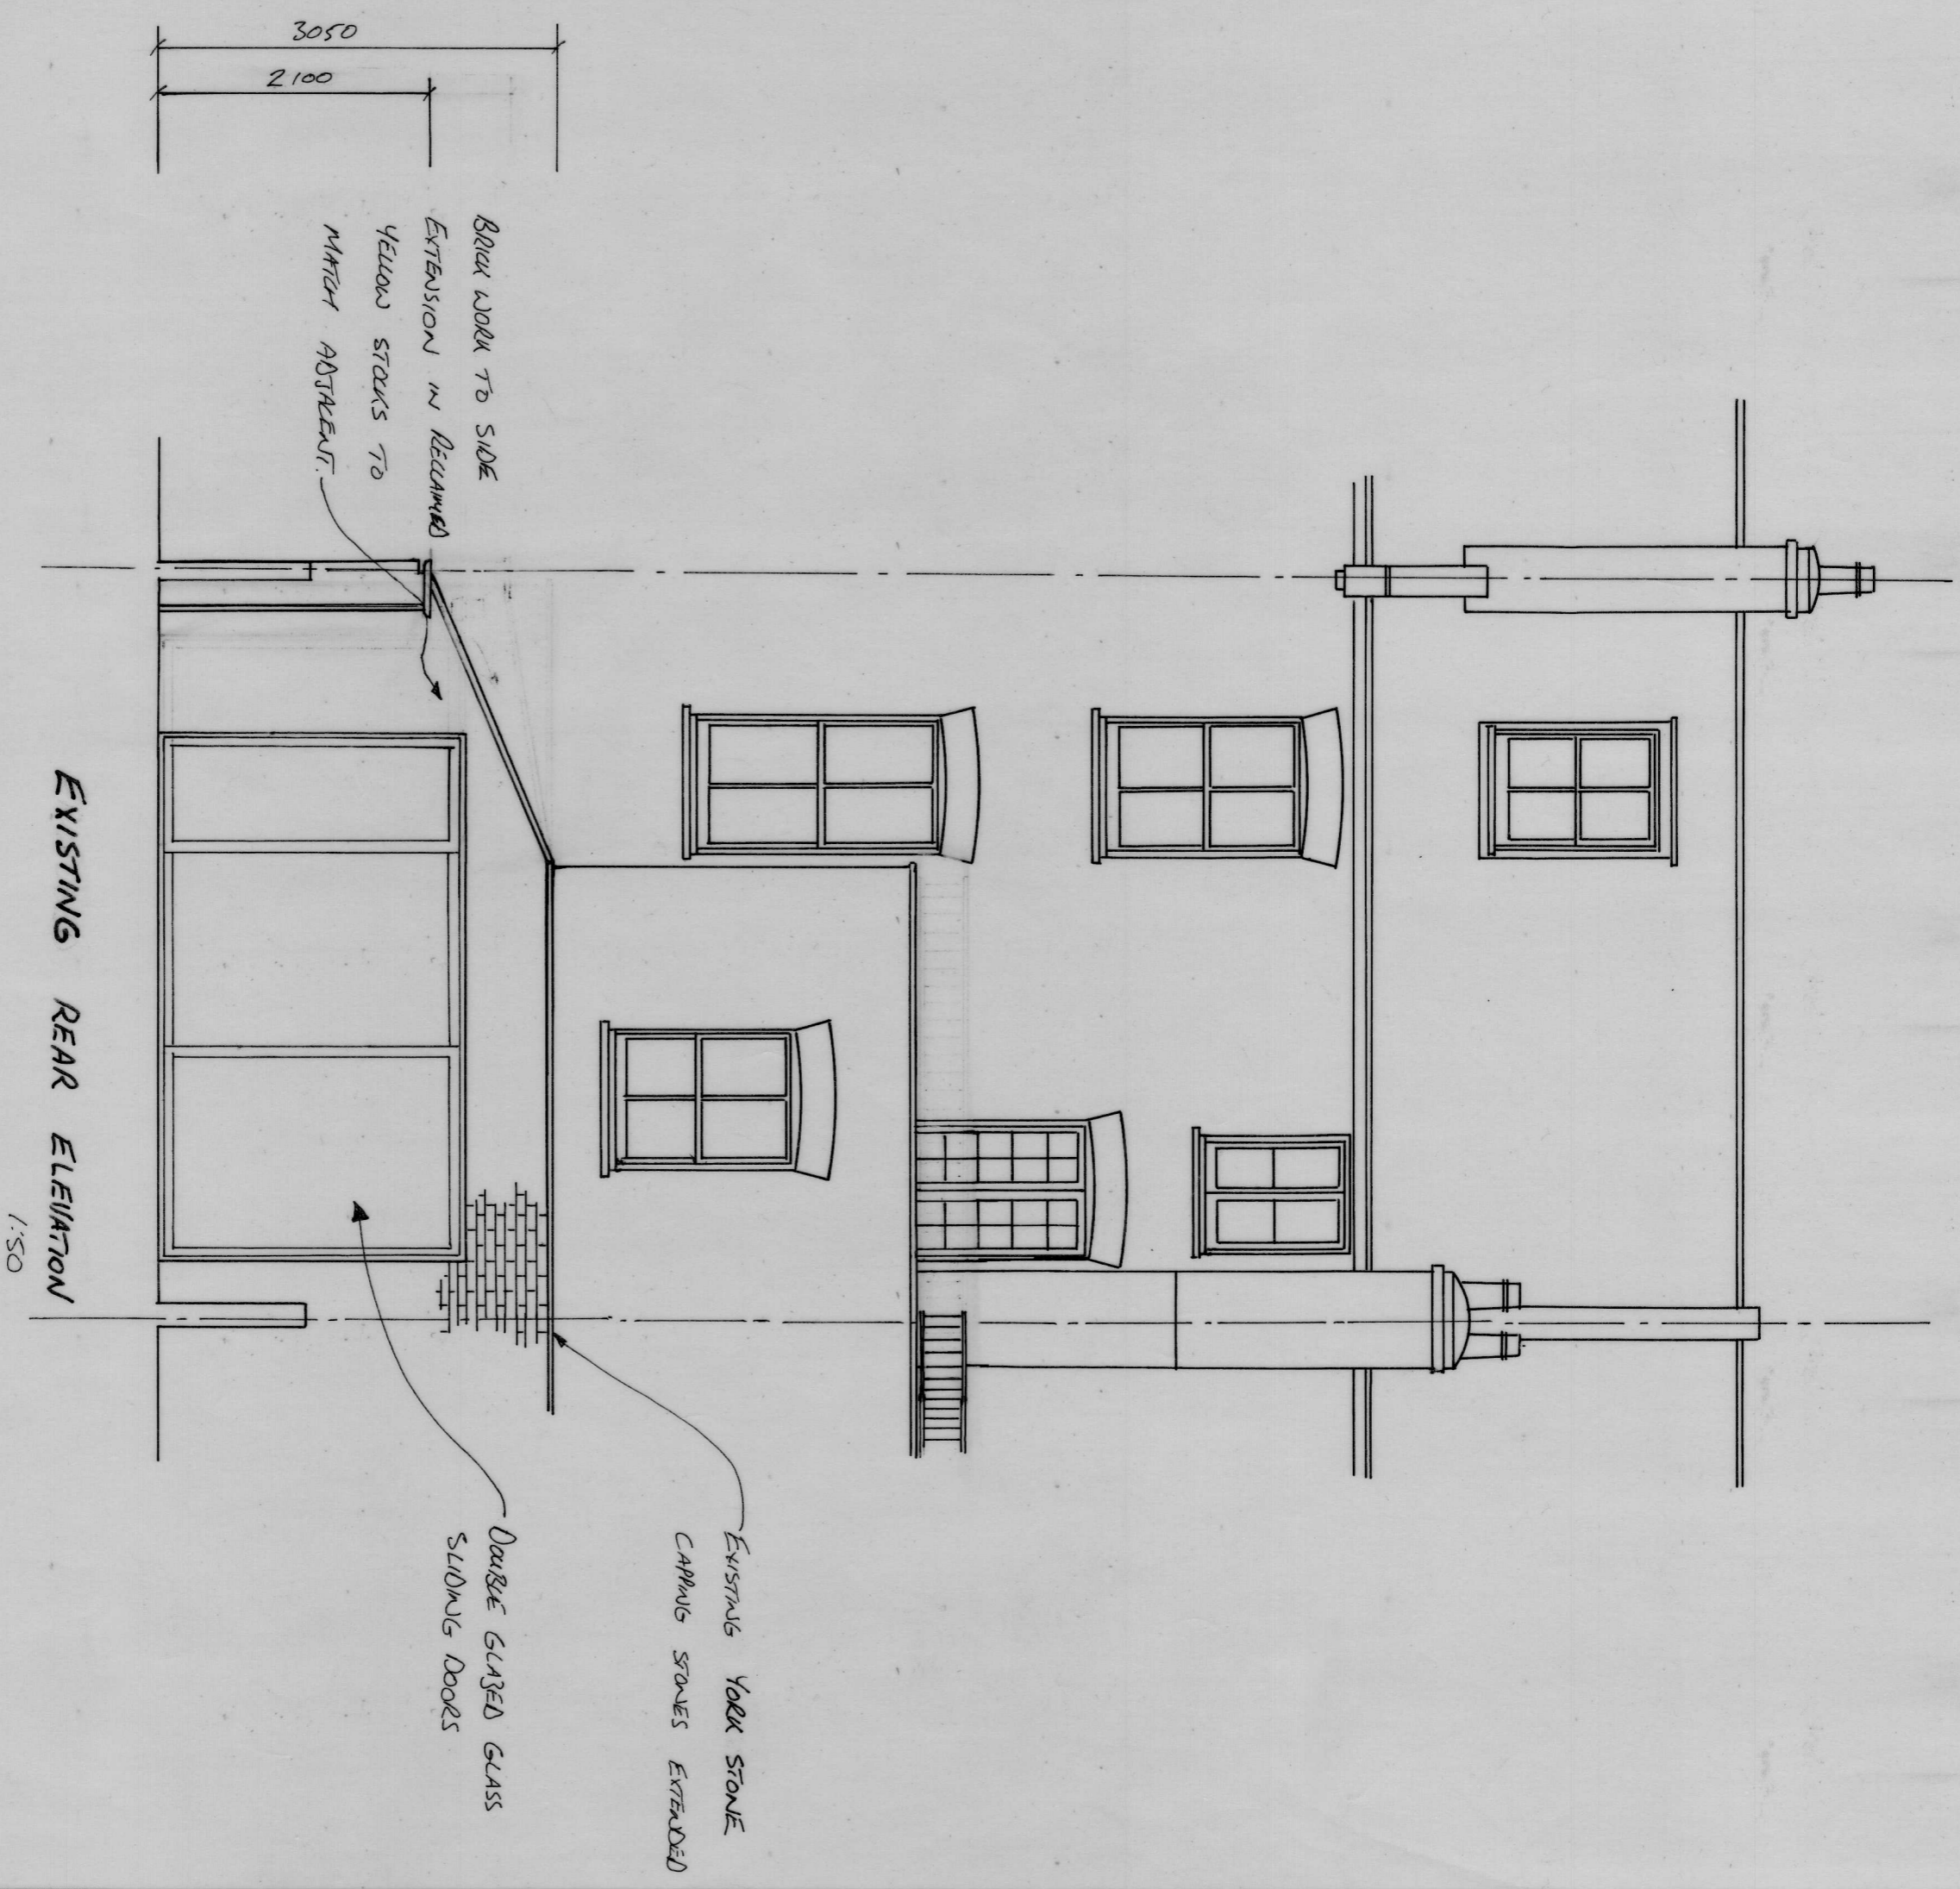 3050
2100
BRICK WORK TO SIDE
EXTENSION IN RECLAIMED
YELLOW STOCKS TO
MATCH ADJACENT.
EXISTING YORK STONE
CAPPING STONES EXTENDED
DOUBLE GLAZED GLASS
SLIDING DOORS
EXISTING REAR ELEVATION
1:50